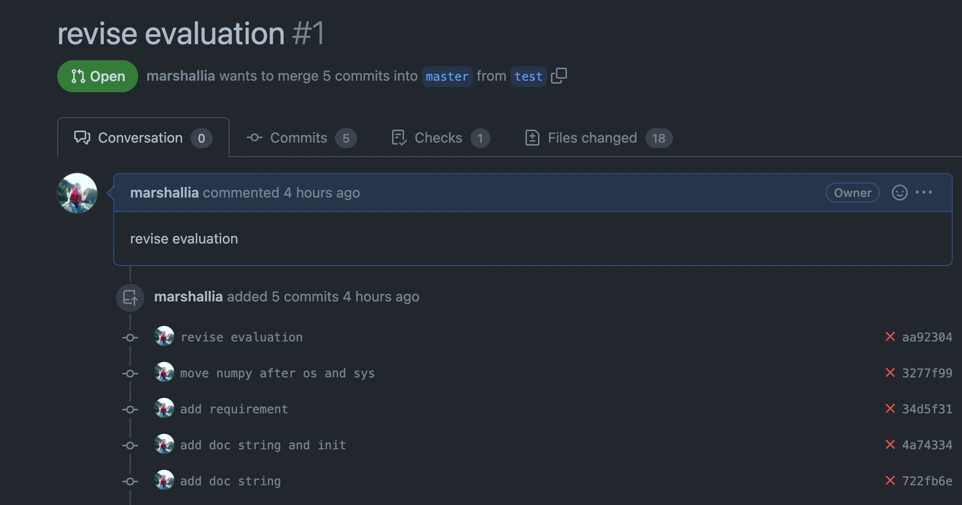 revise evaluation #1
Open marshallia wants to merge 5 commits into master from test
Conversation 0 Commits 5 Checks 1 Files changed 18
marshallia commented 4 hours ago Owner
revise evaluation
marshallia added 5 commits 4 hours ago
revise evaluation aa92304
move numpy after os and sys 3277f99
add requirement 34d5f31
add doc string and init 4a74334
add doc string 722fb6e